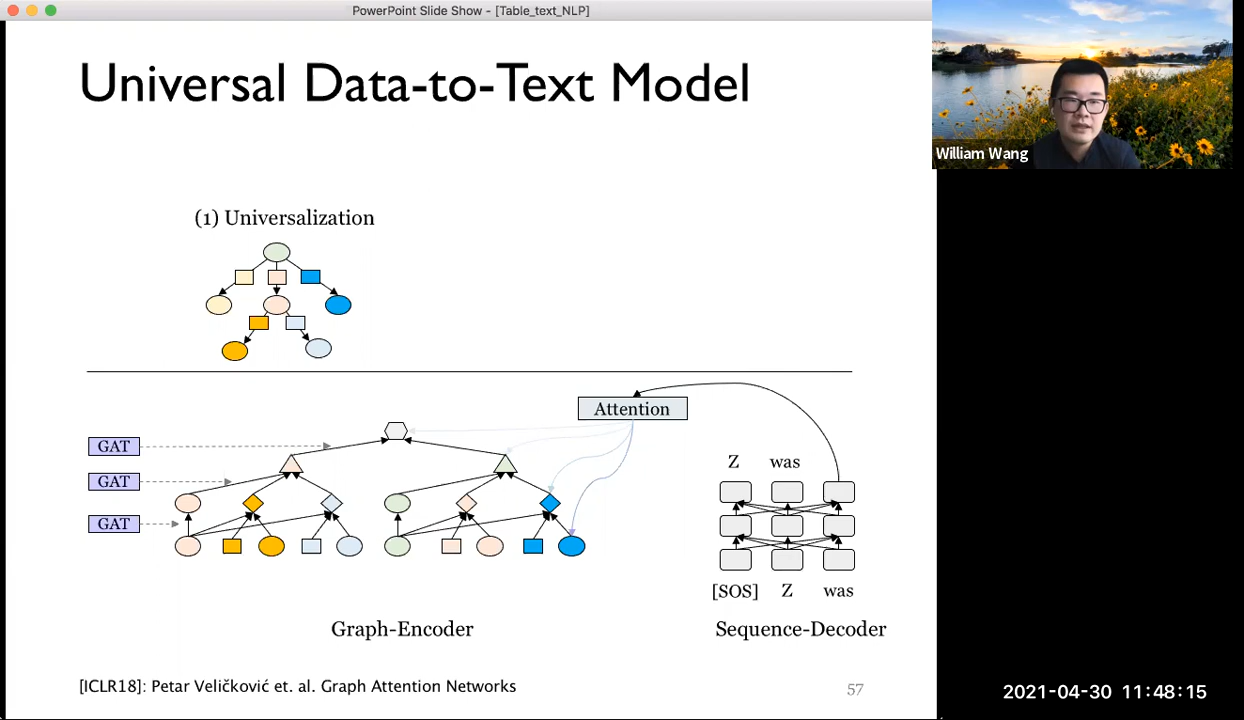 PowerPoint Slide Show - [Table_text_NLP]
Universal Data-to-Text Model
William Wang
(1) Universalization
Attention
GAT
GAT
GAT
Z was
[SOS] Z was
Graph-Encoder
Sequence-Decoder
[ICLR18]: Petar Veličković et. al. Graph Attention Networks
57
2021-04-30 11:48:15